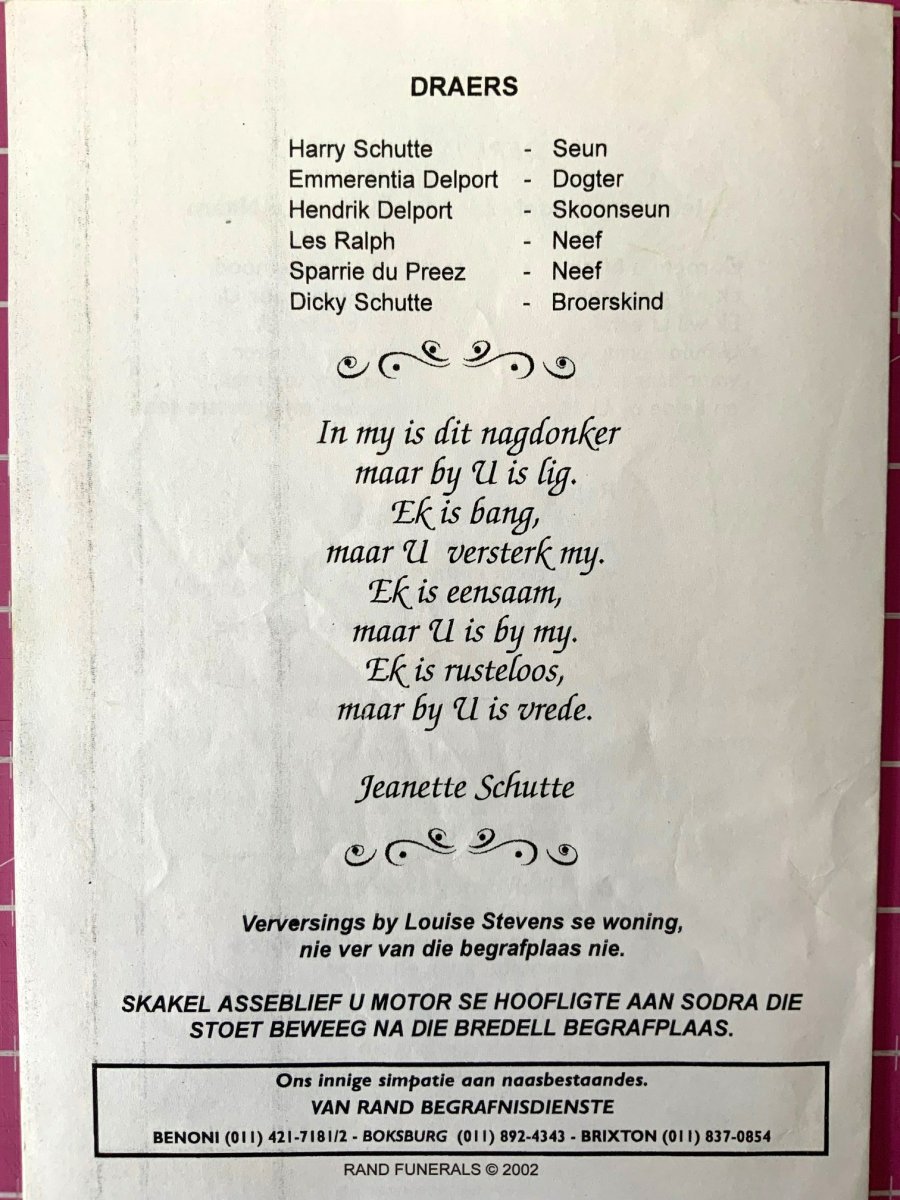 DRAERS
Harry Schutte - Seun
Emmerentia Delport - Dogter
Hendrik Delport - Skoonseun
Les Ralph - Neef
Sparrie du Preez - Neef
Dicky Schutte - Broerskind
In my is dit nagdonker
maar by U is lig.
Ek is bang,
maar U versterk my.
Ek is eensaam,
maar U is by my.
Ek is rusteloos,
maar by U is vrede.
Jeanette Schutte
Verversings by Louise Stevens se woning,
nie ver van die begrafplaas nie.
SKAKEL ASSEBLIEF U MOTOR SE HOOFLIGTE AAN SODRA DIE
STOET BEWEEG NA DIE BREDELL BEGRAFPLAAS.
Ons innige simpatie aan naasbestaandes.
VAN RAND BEGRAFNISDIENSTE
BENONI (011) 421-7181/2 - BOKSBURG (011) 892-4343 - BRIXTON (011) 837-0854
RAND FUNERALS © 2002